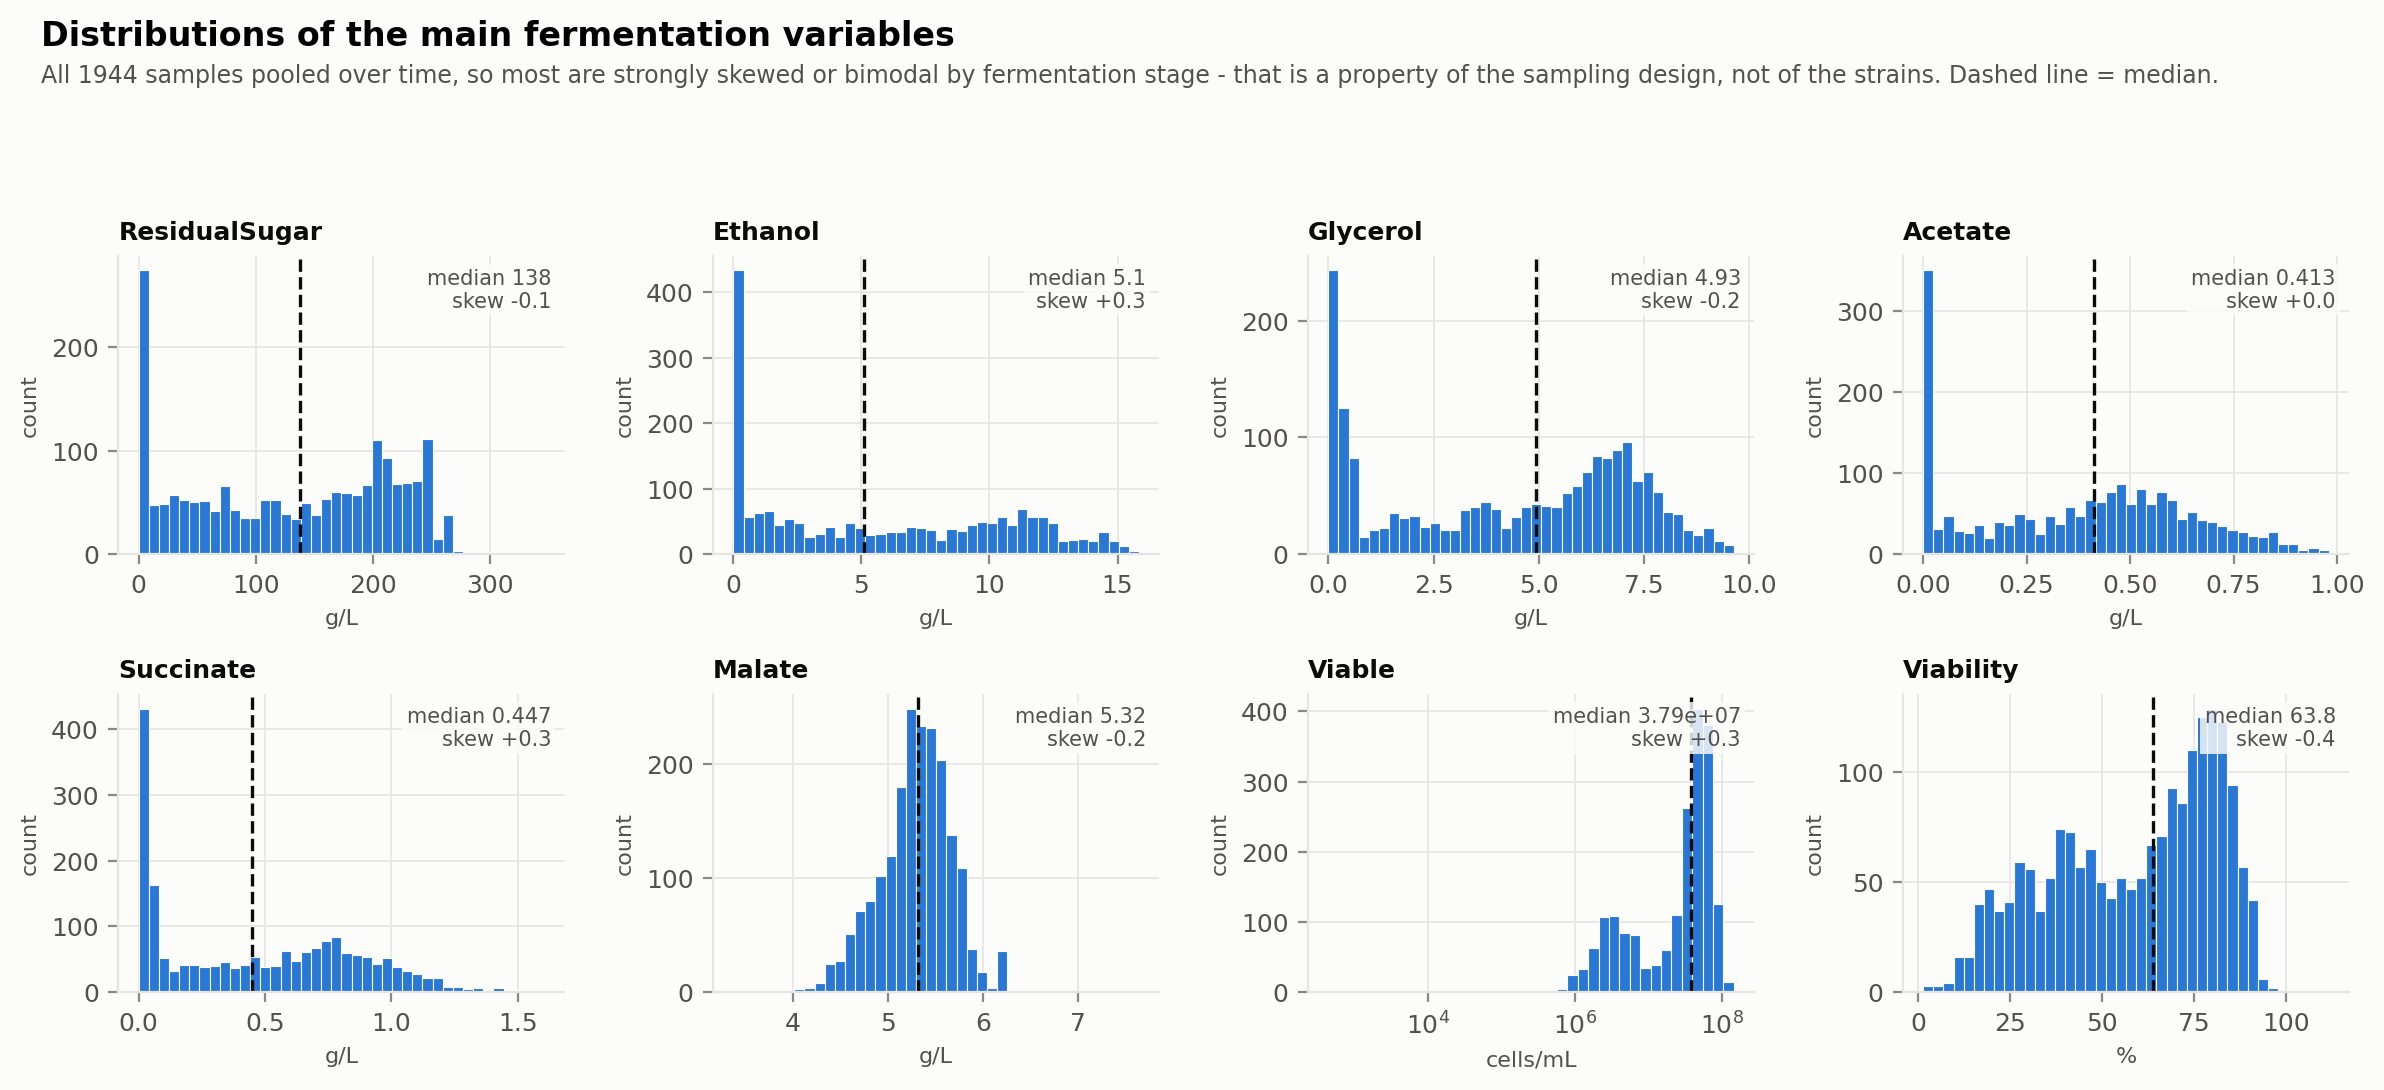 Distributions of the main fermentation variables
All 1944 samples pooled over time, so most are strongly skewed or bimodal by fermentation stage - that is a property of the sampling design, not of the strains. Dashed line = median.
ResidualSugar
median 138
skew -0.1
count
0
100
200
0
100
200
300
g/L
Ethanol
median 5.1
skew +0.3
count
0
100
200
300
400
0
5
10
15
g/L
Glycerol
median 4.93
skew -0.2
count
0
100
200
0.0
2.5
5.0
7.5
10.0
g/L
Acetate
median 0.413
skew +0.0
count
0
100
200
300
0.00
0.25
0.50
0.75
1.00
g/L
Succinate
median 0.447
skew +0.3
count
0
100
200
300
400
0.0
0.5
1.0
1.5
g/L
Malate
median 5.32
skew -0.2
count
0
100
200
4
5
6
7
g/L
Viable
median 3.79e+07
skew +0.3
count
0
100
200
300
400
10⁴
10⁶
10⁸
cells/mL
Viability
median 63.8
skew -0.4
count
0
50
100
0
25
50
75
100
%